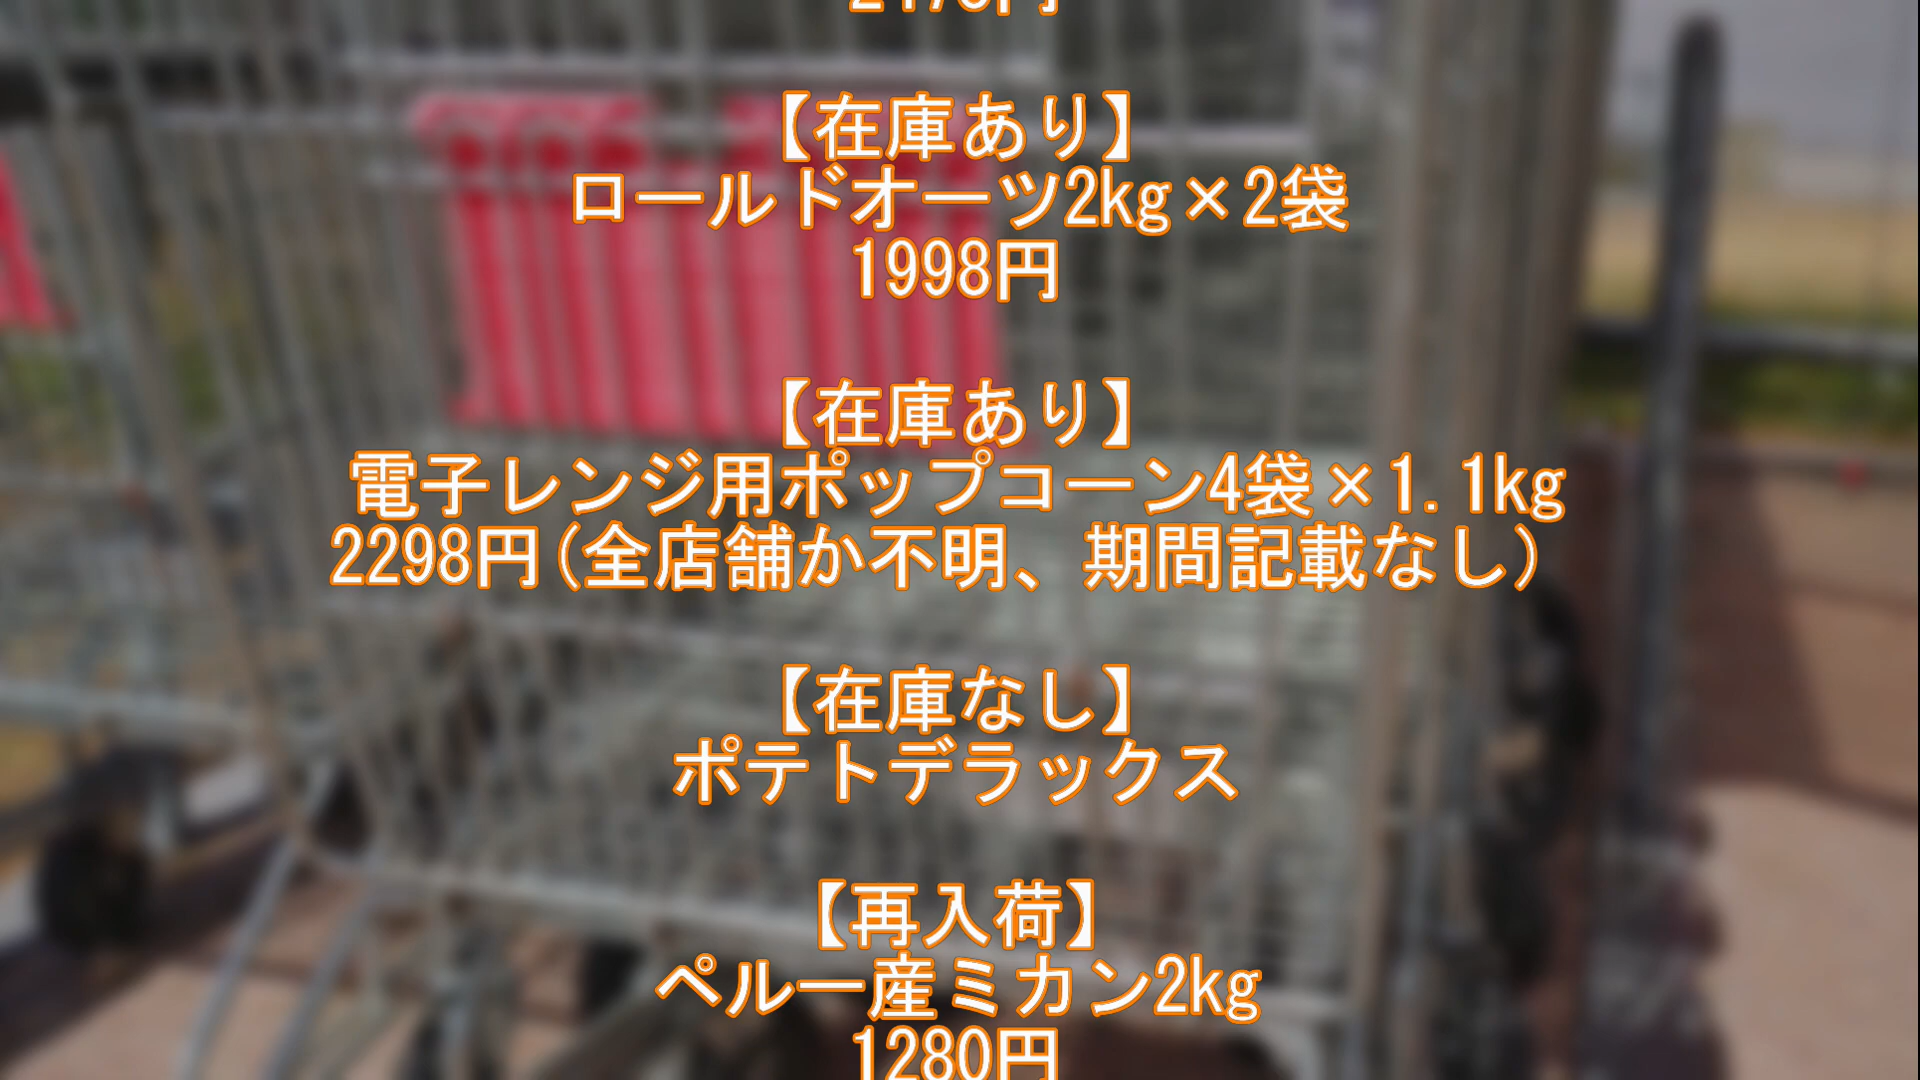 【在庫あり】
ロールドオーツ2kg×2袋
1998円
【在庫あり】
電子レンジ用ポップコーン4袋×1.1kg
2298円(全店舗か不明、期間記載なし)
【在庫なし】
ポテトデラックス
【再入荷】
ペルー産ミカン2kg
1280円